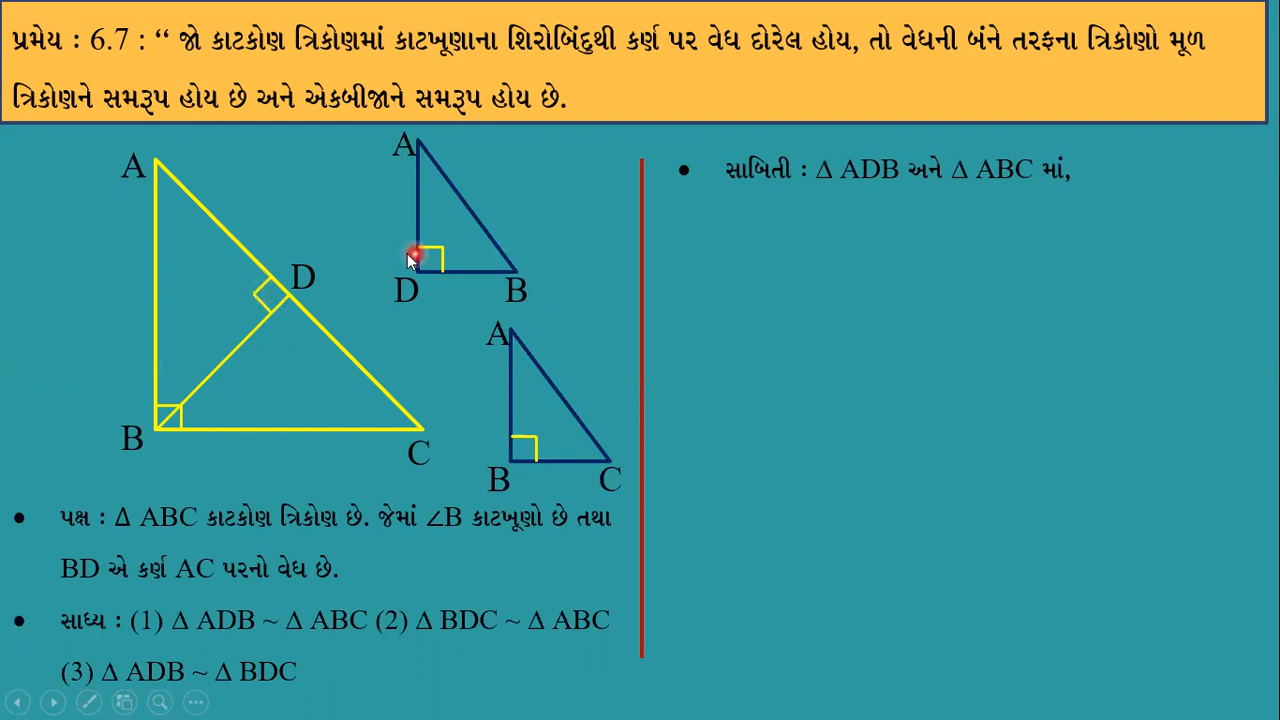 પ્રમેય : 6.7 : “ જો કાટકોણ ત્રિકોણમાં કાટખૂણાના શિરોબિંદુથી કર્ણ પર વેધ દોરેલ હોય, તો વેધની બંને તરફના ત્રિકોણો મૂળ
ત્રિકોણને સમરૂપ હોય છે અને એકબીજાને સમરૂપ હોય છે.
A
D
B
C
A
D
B
A
B
C
• પક્ષ : Δ ABC કાટકોણ ત્રિકોણ છે. જેમાં ∠B કાટખૂણો છે તથા
BD એ કર્ણ AC પરનો વેધ છે.
• સાધ્ય : (1) Δ ADB ~ Δ ABC (2) Δ BDC ~ Δ ABC
(3) Δ ADB ~ Δ BDC
• સાબિતી : Δ ADB અને Δ ABC માં,